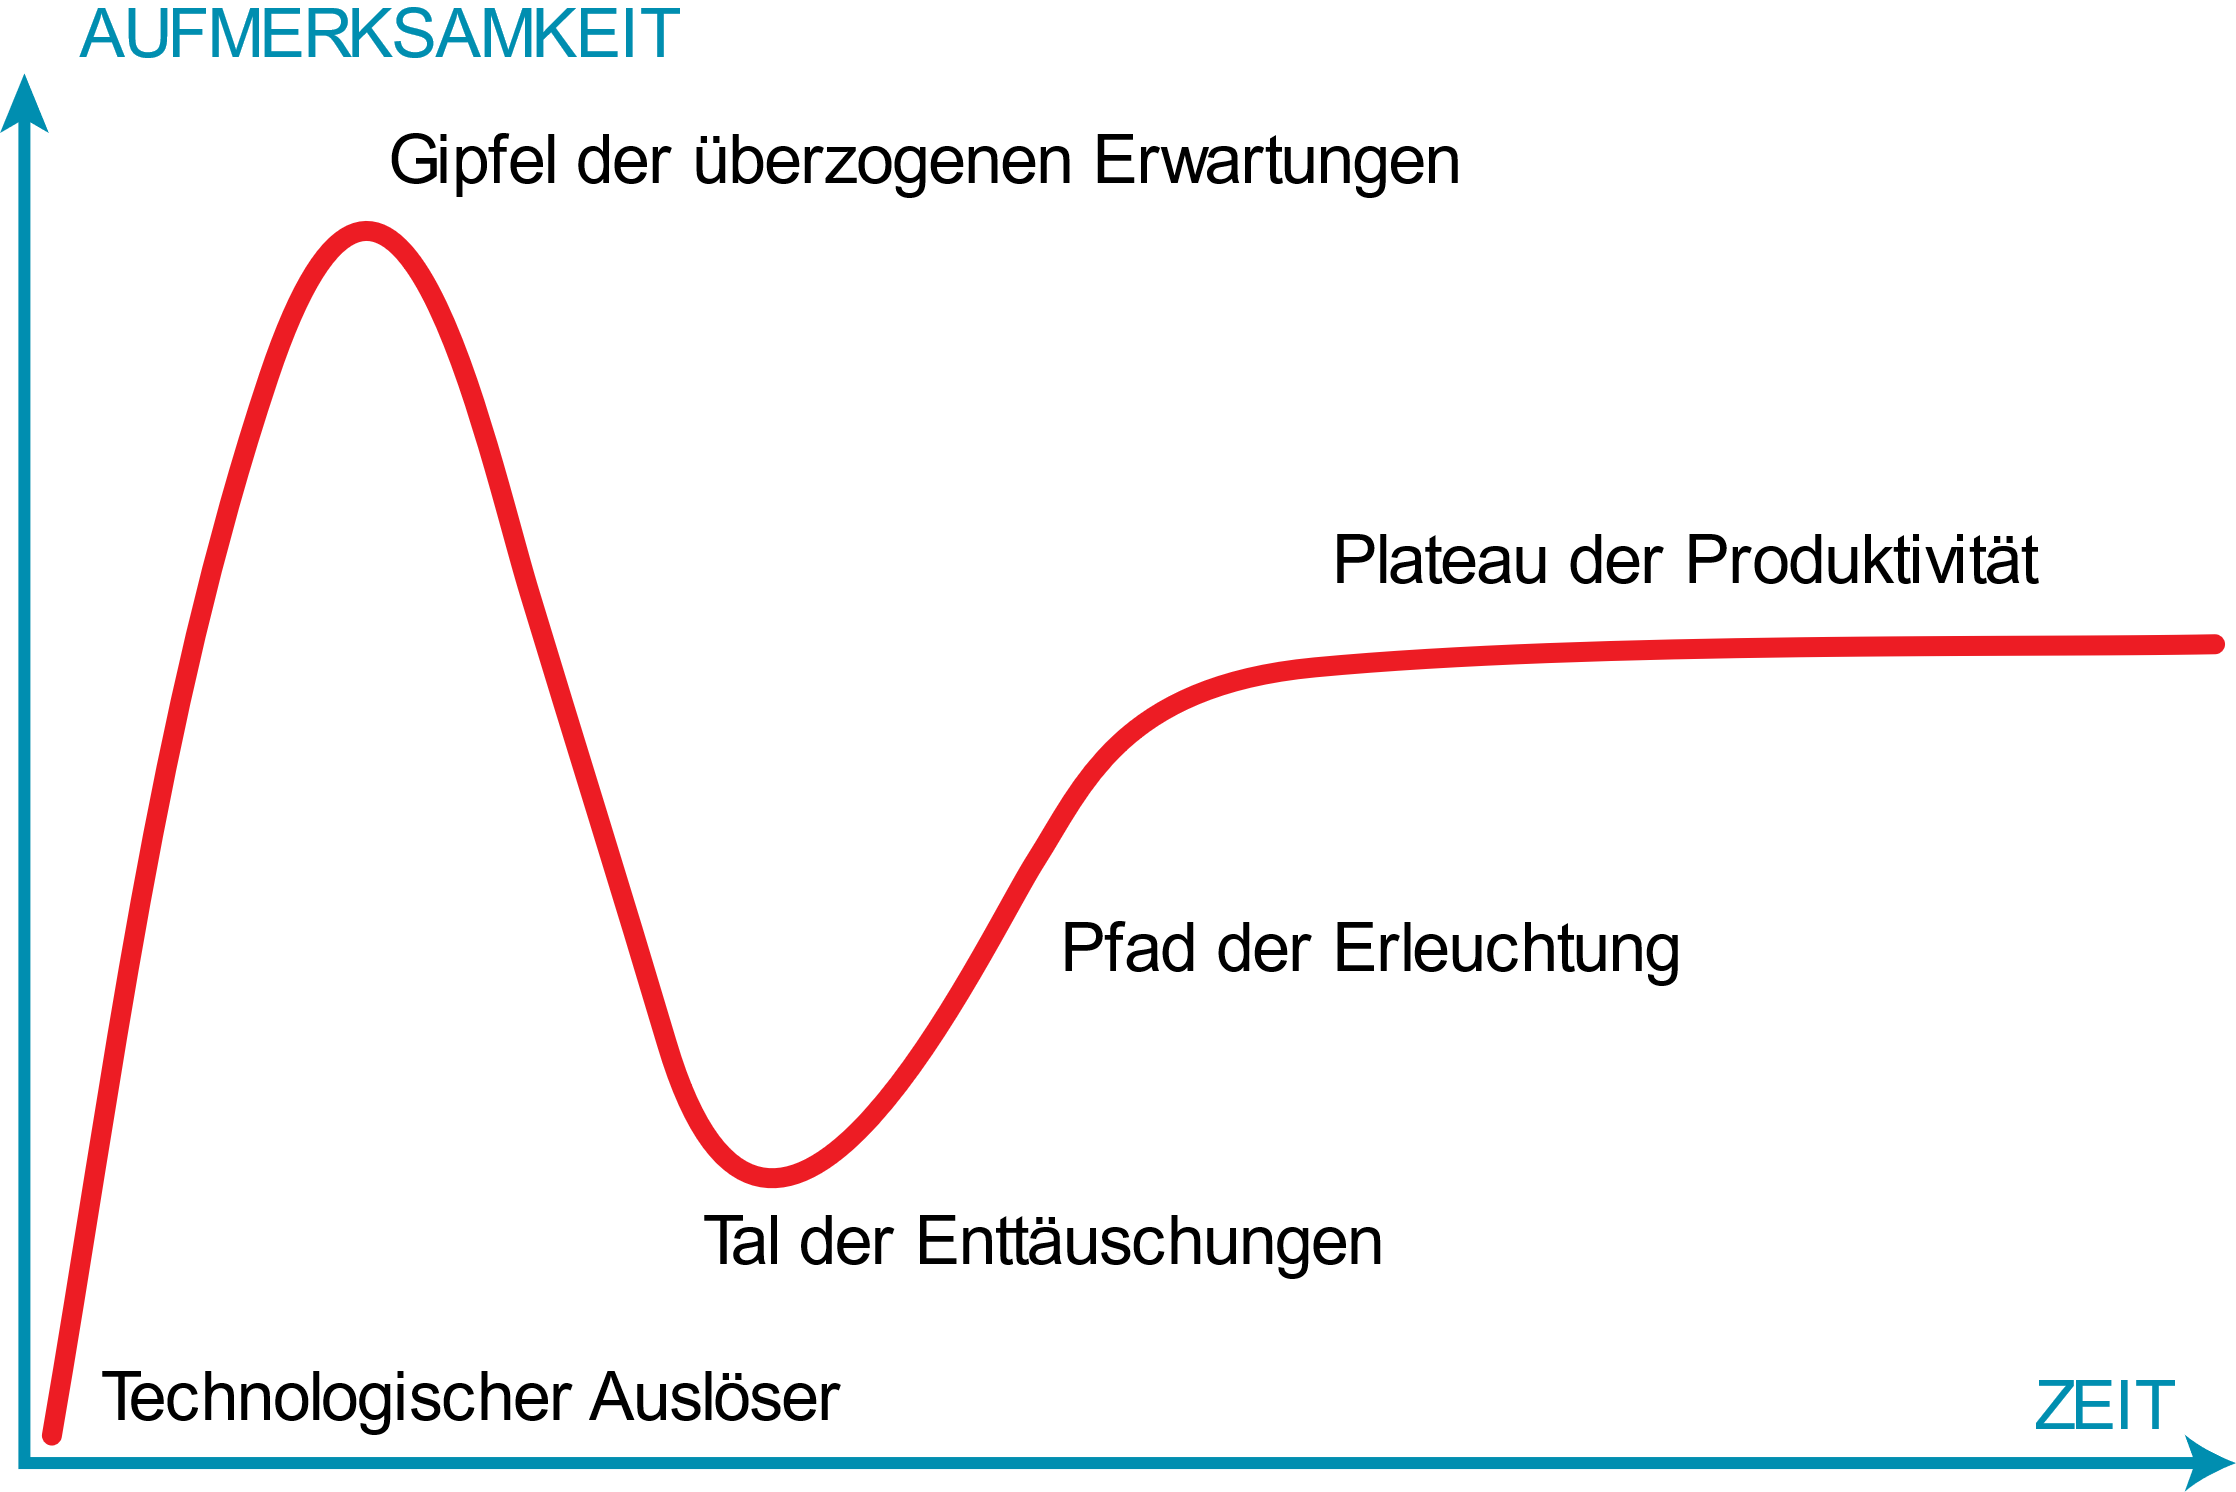 AUFMERKSAMKEIT
Gipfel der überzogenen Erwartungen
Plateau der Produktivität
Pfad der Erleuchtung
Tal der Enttäuschungen
Technologischer Auslöser
ZEIT